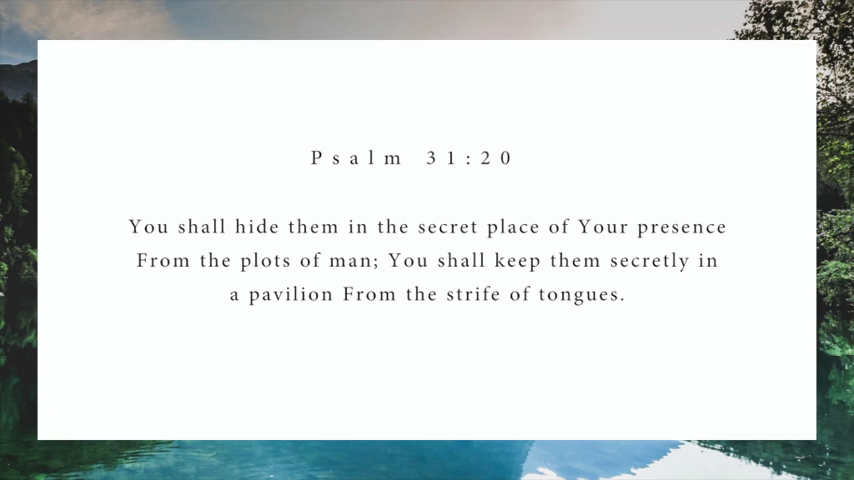 Psalm 31:20
You shall hide them in the secret place of Your presence
From the plots of man; You shall keep them secretly in
a pavilion From the strife of tongues.